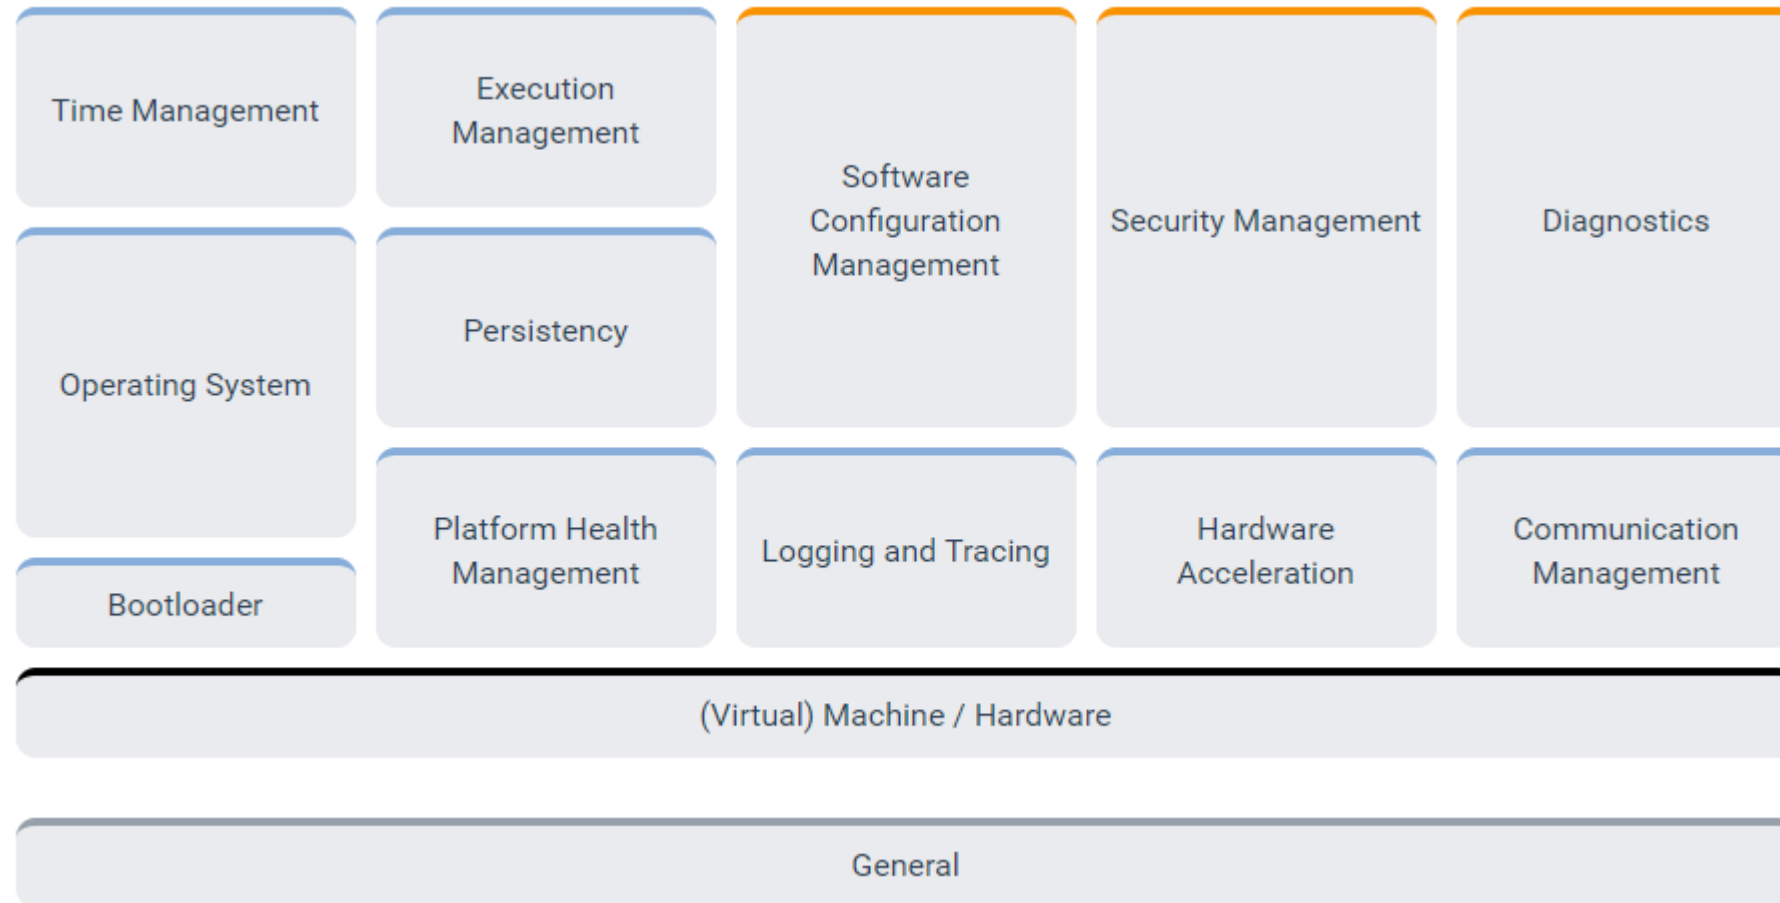 Time Management
Execution
Management
Software
Configuration
Management
Security Management
Diagnostics
Operating System
Persistency
Bootloader
Platform Health
Management
Logging and Tracing
Hardware
Acceleration
Communication
Management
(Virtual) Machine / Hardware
General